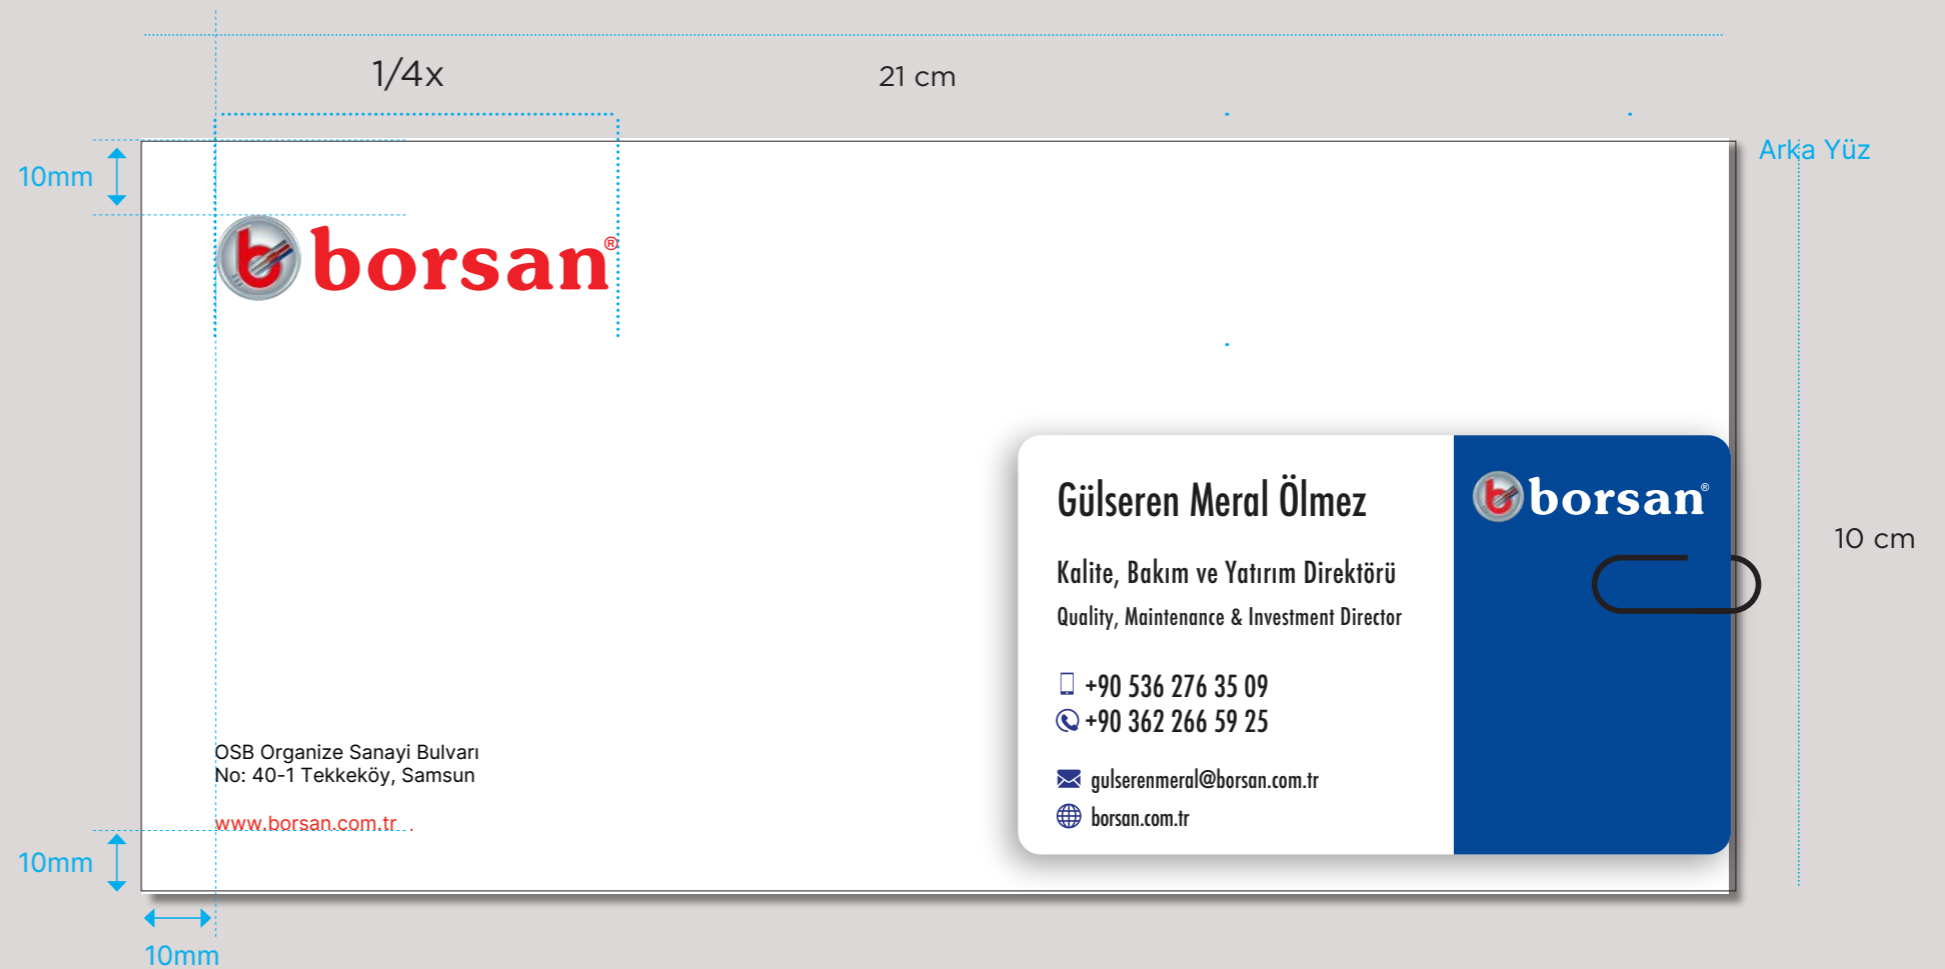 1/4x
21 cm
10mm
Arka Yüz
borsan®
Gülseren Meral Ölmez
borsan®
10 cm
Kalite, Bakım ve Yatırım Direktörü
Quality, Maintenance & Investment Director
+90 536 276 35 09
+90 362 266 59 25
OSB Organize Sanayi Bulvarı
No: 40-1 Tekkeköy, Samsun
gulserenmeral@borsan.com.tr
www.borsan.com.tr .
borsan.com.tr
10mm
10mm